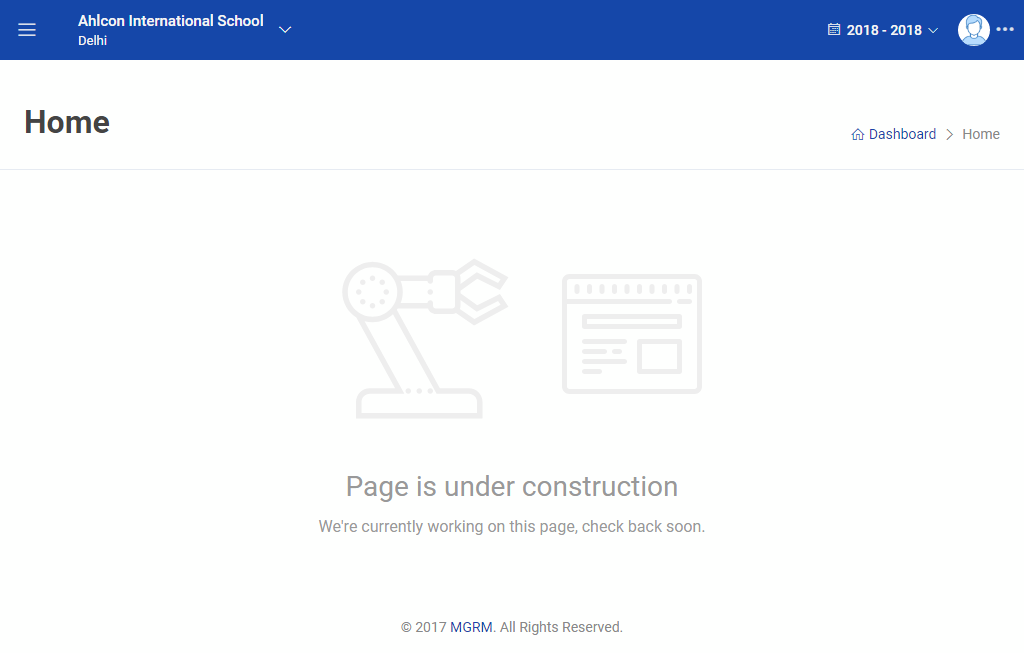 Ahlcon International School
Delhi
2018 - 2018
Home
Dashboard
Home
Page is under construction
We're currently working on this page, check back soon.
© 2017 MGRM. All Rights Reserved.